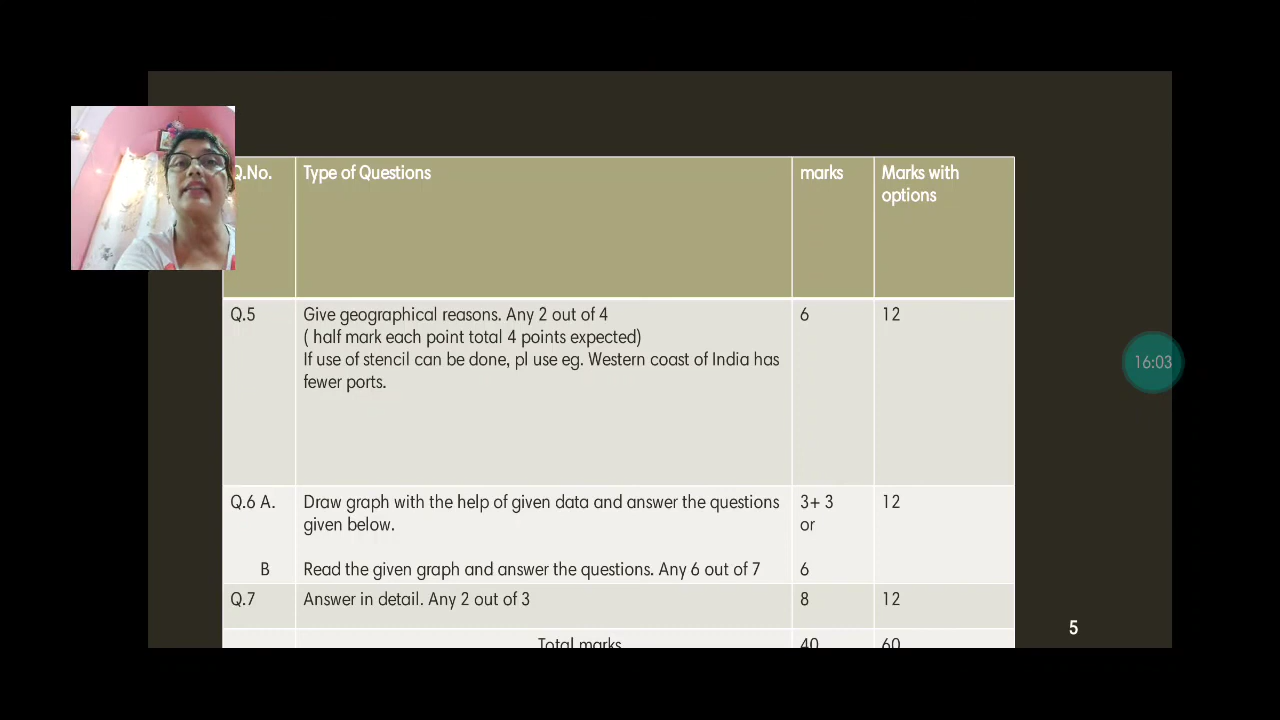 Q.No. Type of Questions marks Marks with
options
Q.5 Give geographical reasons. Any 2 out of 4 6 12
( half mark each point total 4 points expected)
If use of stencil can be done, pl use eg. Western coast of India has
fewer ports.
16:03
Q.6 A. Draw graph with the help of given data and answer the questions 3+ 3 12
given below. or
B Read the given graph and answer the questions. Any 6 out of 7 6
Q.7 Answer in detail. Any 2 out of 3 8 12
5
Total marks 40 60